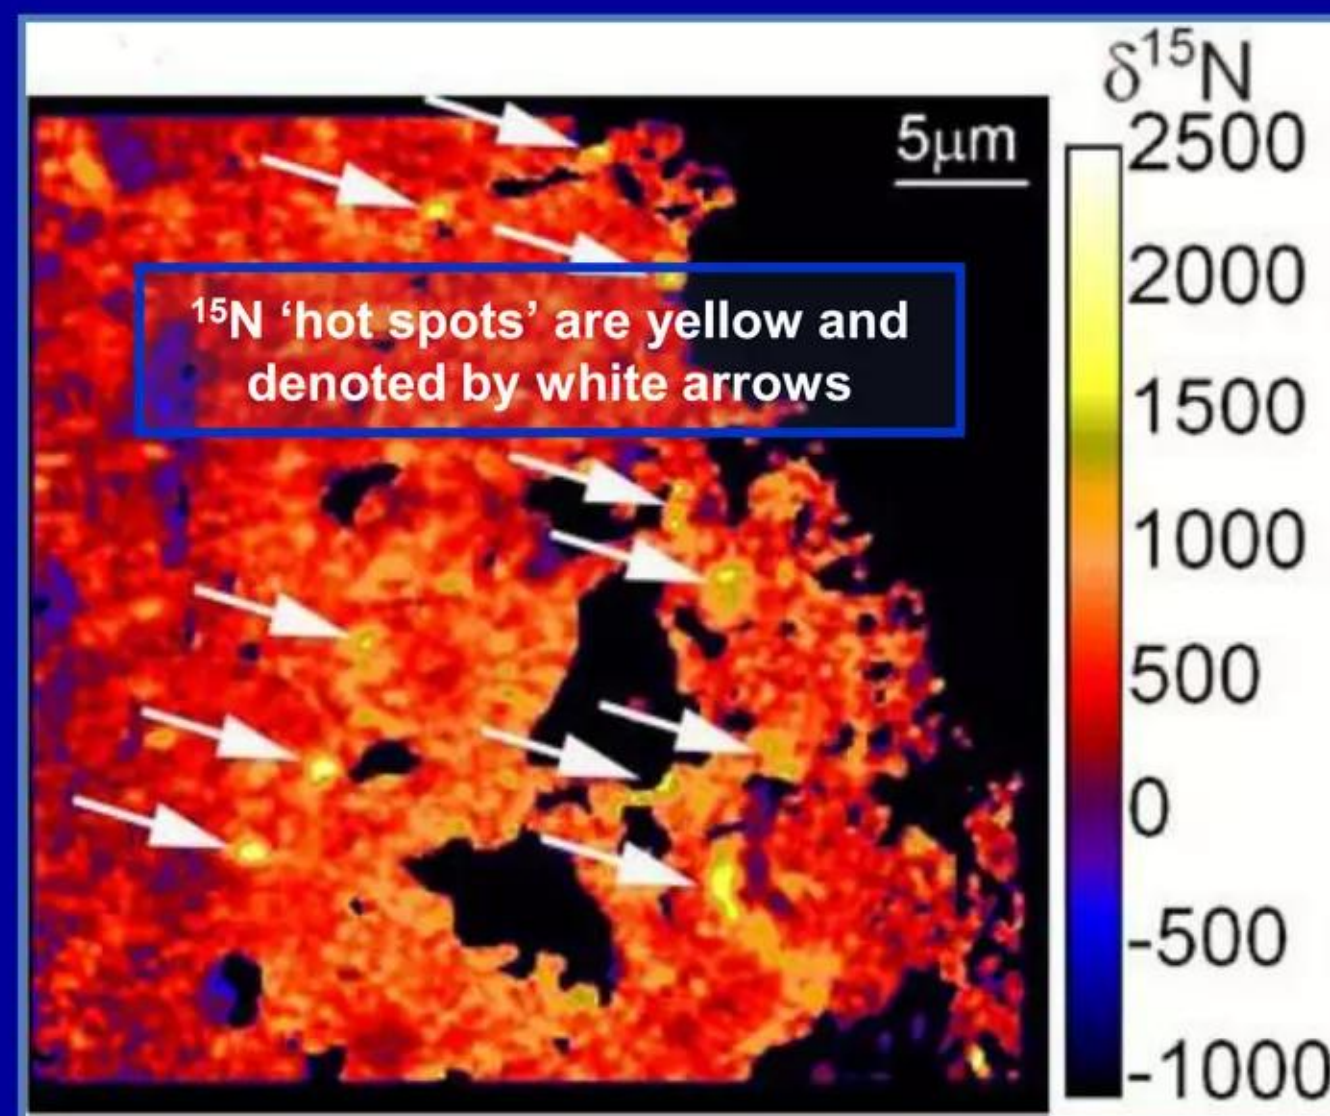 δ¹⁵N
5μm
2500
2000
1500
1000
500
0
-500
-1000
¹⁵N ‘hot spots’ are yellow and
denoted by white arrows